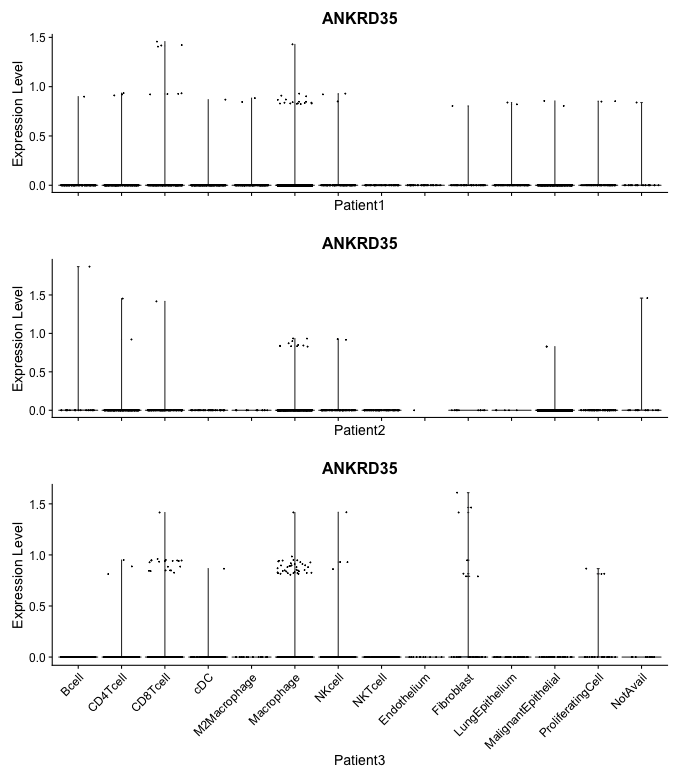 ANKRD35
Expression Level
1.5
1.0
0.5
0.0
Patient1
ANKRD35
Expression Level
1.5
1.0
0.5
0.0
Patient2
ANKRD35
Expression Level
1.5
1.0
0.5
0.0
Bcell
CD4Tcell
CD8Tcell
cDC
M2Macrophage
Macrophage
NKcell
NKTcell
Endothelium
Fibroblast
LungEpithelium
MalignantEpithelial
ProliferatingCell
NotAvail
Patient3